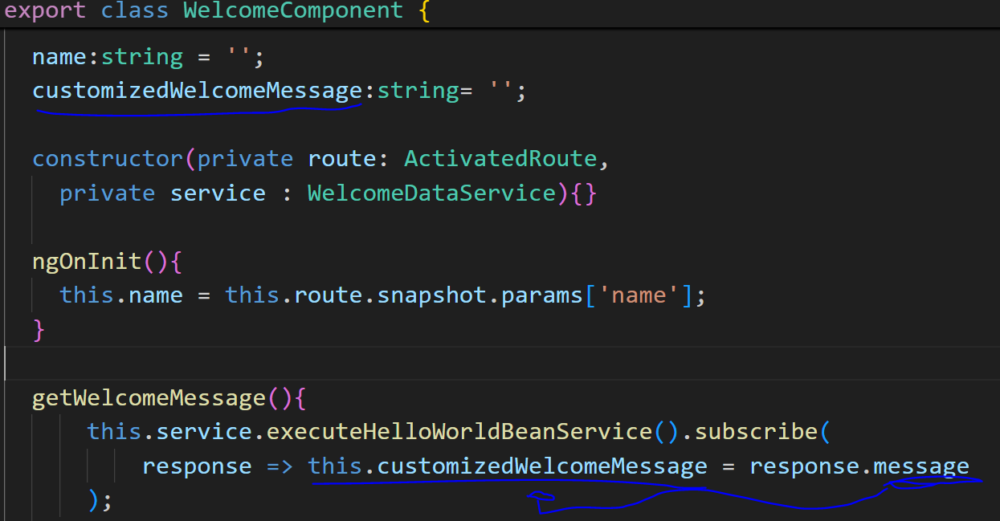 export class WelcomeComponent {
name:string = '';
customizedWelcomeMessage:string= '';
constructor(private route: ActivatedRoute,
private service : WelcomeDataService){}
ngOnInit(){
this.name = this.route.snapshot.params['name'];
}
getWelcomeMessage(){
this.service.executeHelloWorldBeanService().subscribe(
response => this.customizedWelcomeMessage = response.message
);